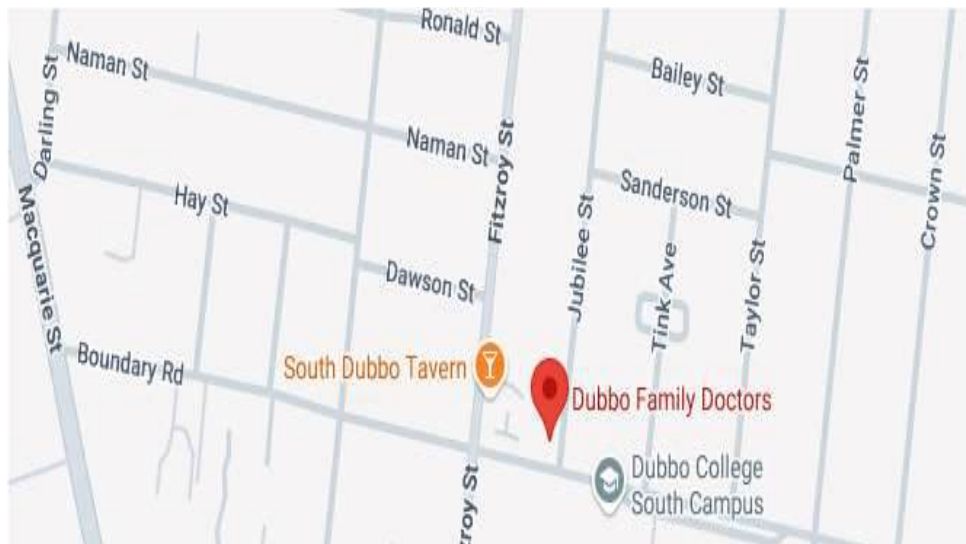 Ronald St
Naman St
Bailey St
Palmer St
Darling St
Naman St
Fitzroy St
Crown St
Sanderson St
Hay St
Macquarie St
Jubilee St
Tink Ave
Taylor St
Dawson St
Boundary Rd
South Dubbo Tavern
Dubbo Family Doctors
Dubbo College
South Campus
zroy St